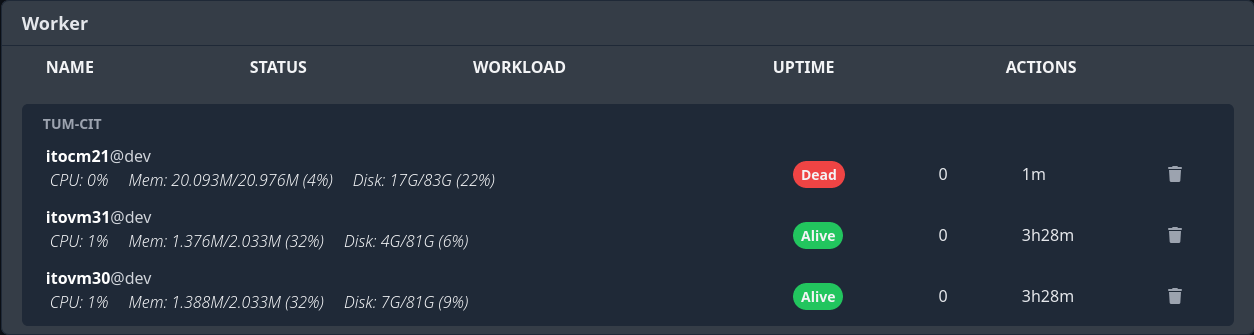 Worker
NAME STATUS WORKLOAD UPTIME ACTIONS
TUM-CIT
itocm21@dev
CPU: 0% Mem: 20.093M/20.976M (4%) Disk: 17G/83G (22%)
Dead 0 1m
itovm31@dev
CPU: 1% Mem: 1.376M/2.033M (32%) Disk: 4G/81G (6%)
Alive 0 3h28m
itovm30@dev
CPU: 1% Mem: 1.388M/2.033M (32%) Disk: 7G/81G (9%)
Alive 0 3h28m